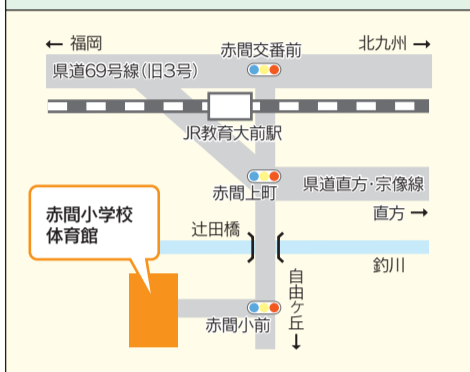 ← 福岡
赤間交番前
北九州 →
県道69号線(旧3号)
JR教育大前駅
赤間上町
県道直方・宗像線
直方 →
赤間小学校
体育館
辻田橋
釣川
自由ヶ丘→
赤間小前